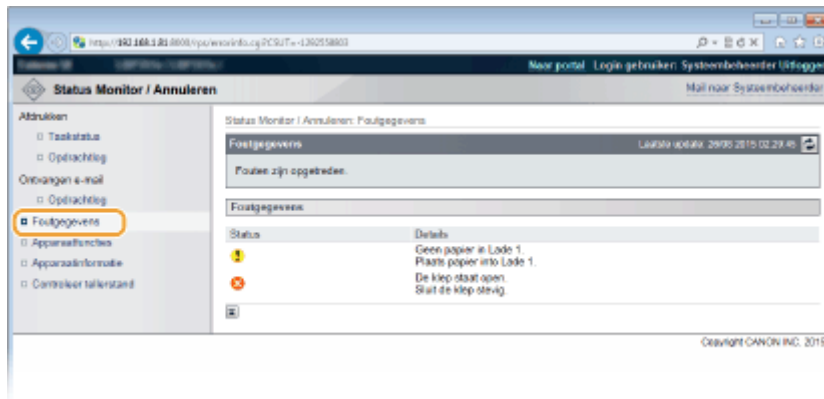 Naar portal Login gebruiker: Systeembeheerder Uitloggen
Status Monitor / Annuleren
Mail naar Systeembeheerder
Afdrukken
Taakstatus
Opdrachtlog
Ontvangen e-mail
Opdrachtlog
Foutgegevens
Apparaatfuncties
Apparaatinformatie
Controleer tellerstand
Status Monitor / Annuleren: Foutgegevens
Foutgegevens
Laatste update: 26/08 2015 02:29:45
Fouten zijn opgetreden.
Foutgegevens
Status Details
Geen papier in Lade 1.
Plaats papier into Lade 1.
De klep staat open.
Sluit de klep stevig.
Copyright CANON INC. 2015